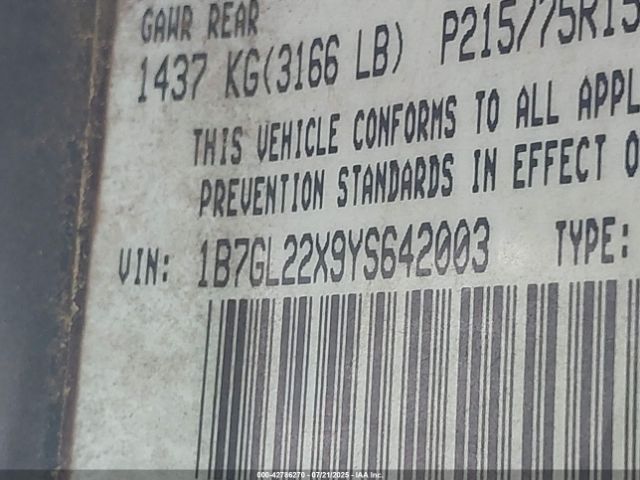 GAWR REAR
1437 KG(3166 LB) P215/75R15
THIS VEHICLE CONFORMS TO ALL APPL
PREVENTION STANDARDS IN EFFECT O
VIN: 1B7GL22X9YS642003 TYPE:
000-42786270 - 07/21/2025 - IAA Inc.